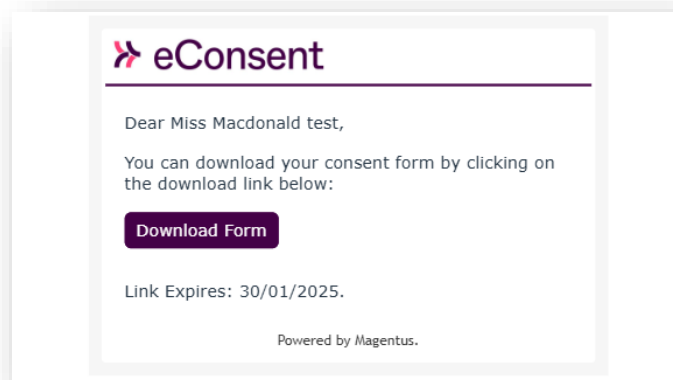 eConsent
Dear Miss Macdonald test,
You can download your consent form by clicking on
the download link below:
Download Form
Link Expires: 30/01/2025.
Powered by Magentus.